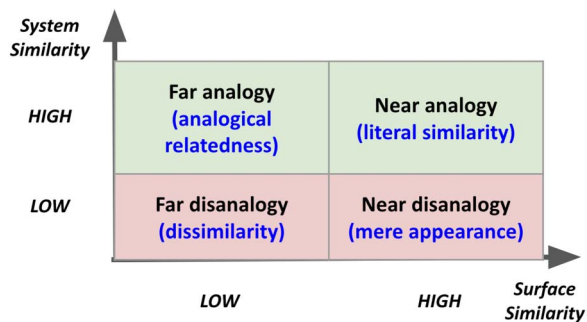 System
Similarity
HIGH
Far analogy
(analogical
relatedness)
Near analogy
(literal similarity)
LOW
Far disanalogy
(dissimilarity)
Near disanalogy
(mere appearance)
LOW
HIGH
Surface
Similarity